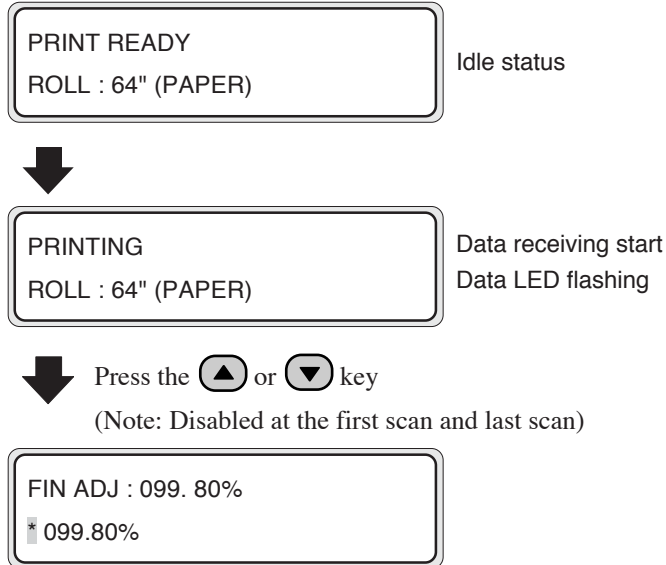 PRINT READY
ROLL : 64" (PAPER)
Idle status
PRINTING
ROLL : 64" (PAPER)
Data receiving start
Data LED flashing
Press the ▲ or ▼ key
(Note: Disabled at the first scan and last scan)
FIN ADJ : 099. 80%
* 099.80%